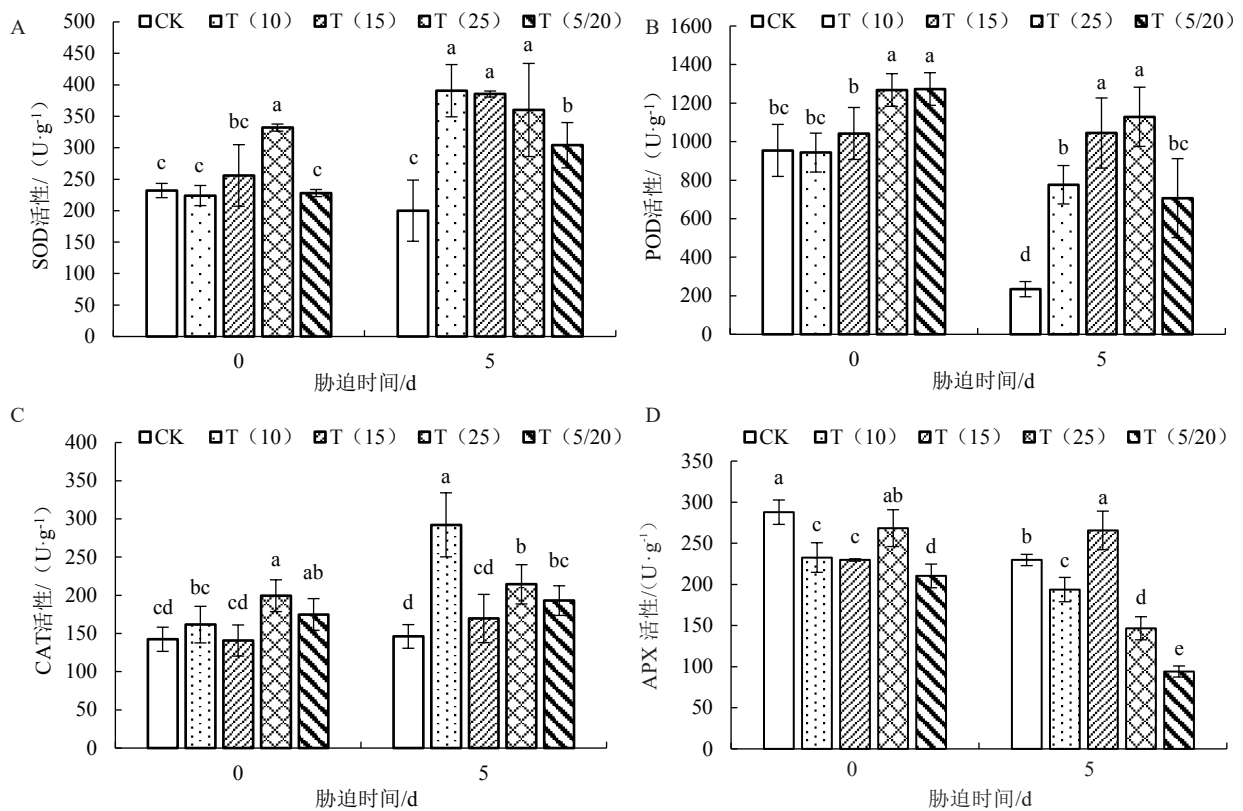 A
CK T（10） T（15） T（25） T（5/20）
SOD活性/（U·g⁻¹）
500
450
400
350
300
250
200
150
100
50
0
c c bc a c
a a a b c
0 5
胁迫时间/d
B
CK T（10） T（15） T（25） T（5/20）
POD活性/（U·g⁻¹）
1600
1400
1200
1000
800
600
400
200
0
bc bc b a a
d b a a bc
0 5
胁迫时间/d
C
CK T（10） T（15） T（25） T（5/20）
CAT活性/（U·g⁻¹）
400
350
300
250
200
150
100
50
0
cd bc cd a ab
d a cd b bc
0 5
胁迫时间/d
D
CK T（10） T（15） T（25） T（5/20）
APX 活性/(U·g⁻¹)
350
300
250
200
150
100
50
0
a c c ab d
b c a d e
0 5
胁迫时间/d